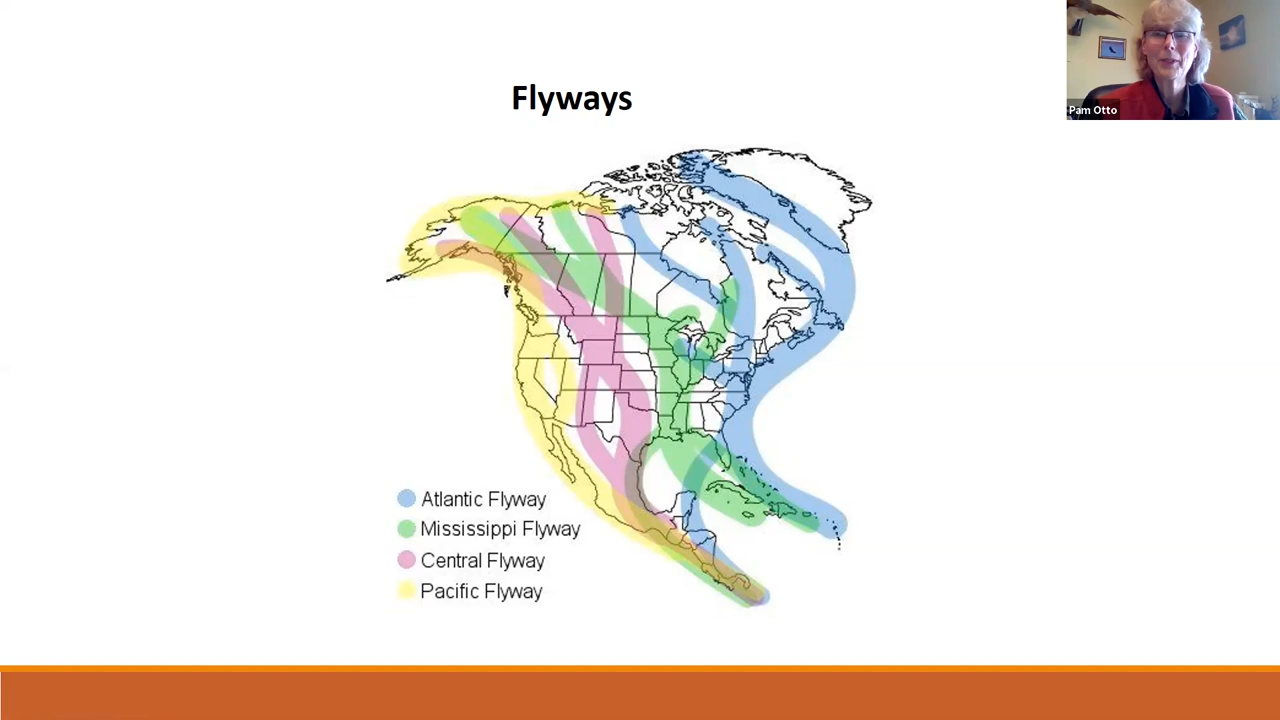 Flyways
Pam Otto
Atlantic Flyway
Mississippi Flyway
Central Flyway
Pacific Flyway